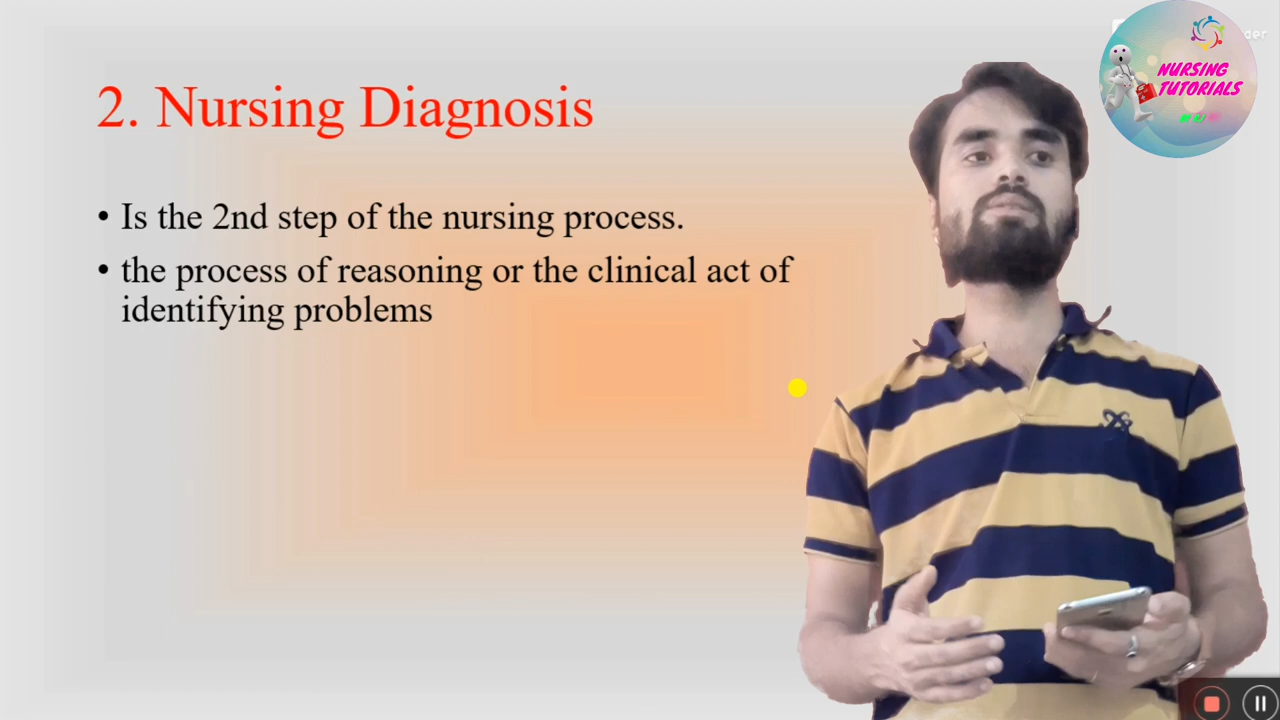 2. Nursing Diagnosis
• Is the 2nd step of the nursing process.
• the process of reasoning or the clinical act of
identifying problems
NURSING
TUTORIALS